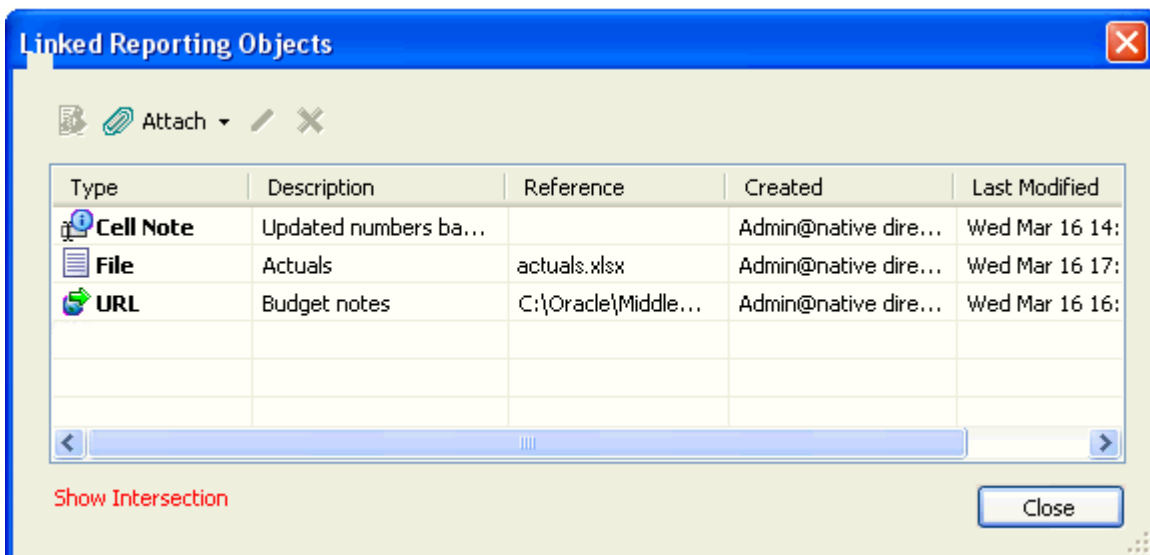 Linked Reporting Objects
Attach
Type Description Reference Created Last Modified
Cell Note Updated numbers ba... Admin@native dire... Wed Mar 16 14:
File Actuals actuals.xlsx Admin@native dire... Wed Mar 16 17:
URL Budget notes C:\Oracle\Middle... Admin@native dire... Wed Mar 16 16:
Show Intersection
Close